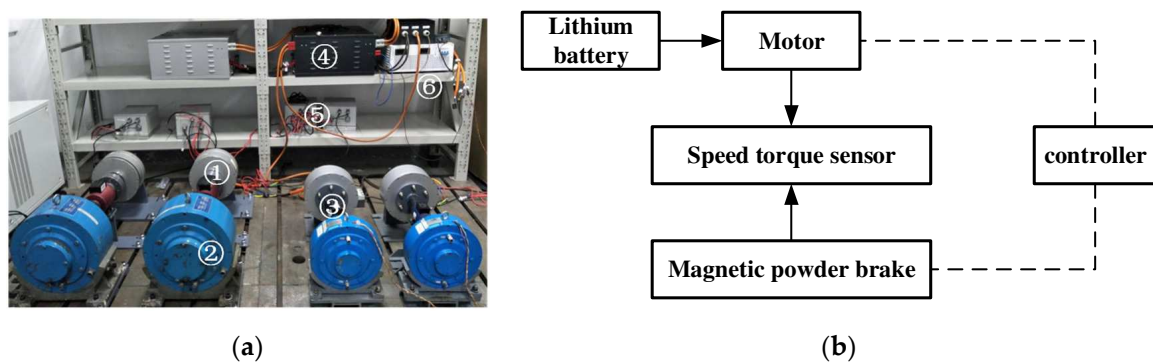 ④
⑥
⑤
①
③
②
(a)
Lithium
battery
Motor
Speed torque sensor
controller
Magnetic powder brake
(b)